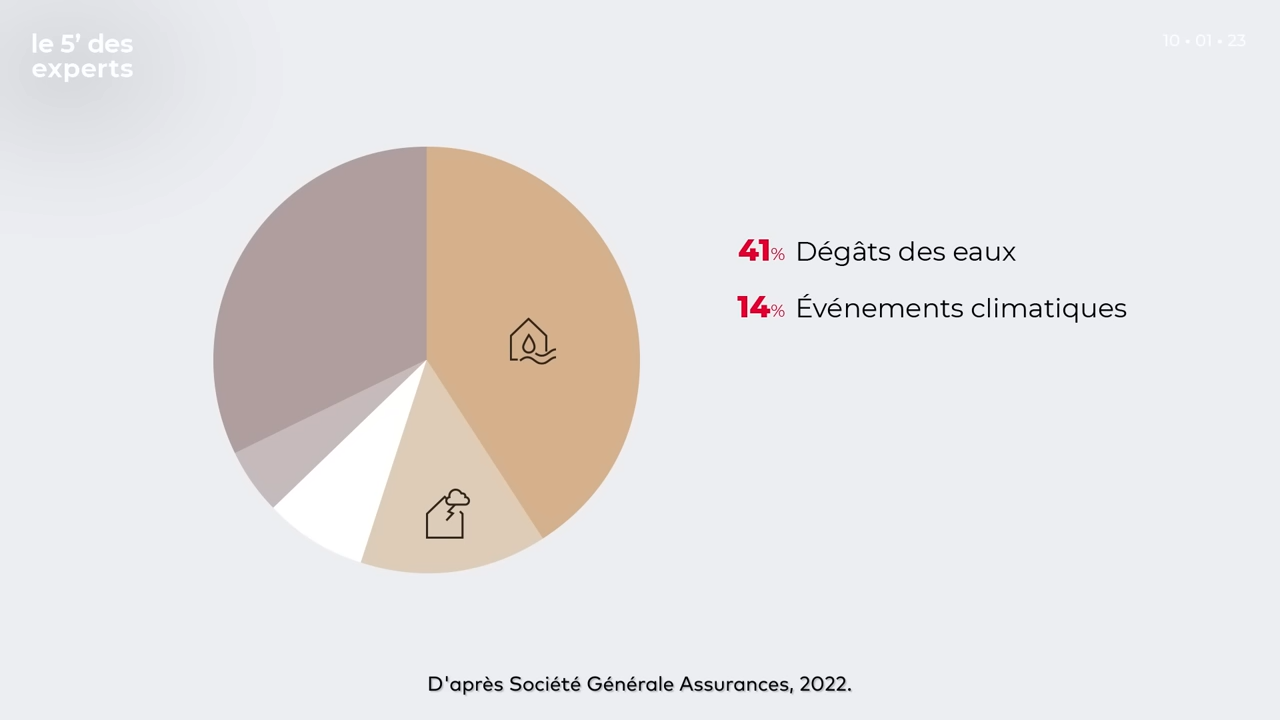 le 5’ des
experts
10 • 01 • 23
41% Dégâts des eaux
14% Événements climatiques
D'après Société Générale Assurances, 2022.